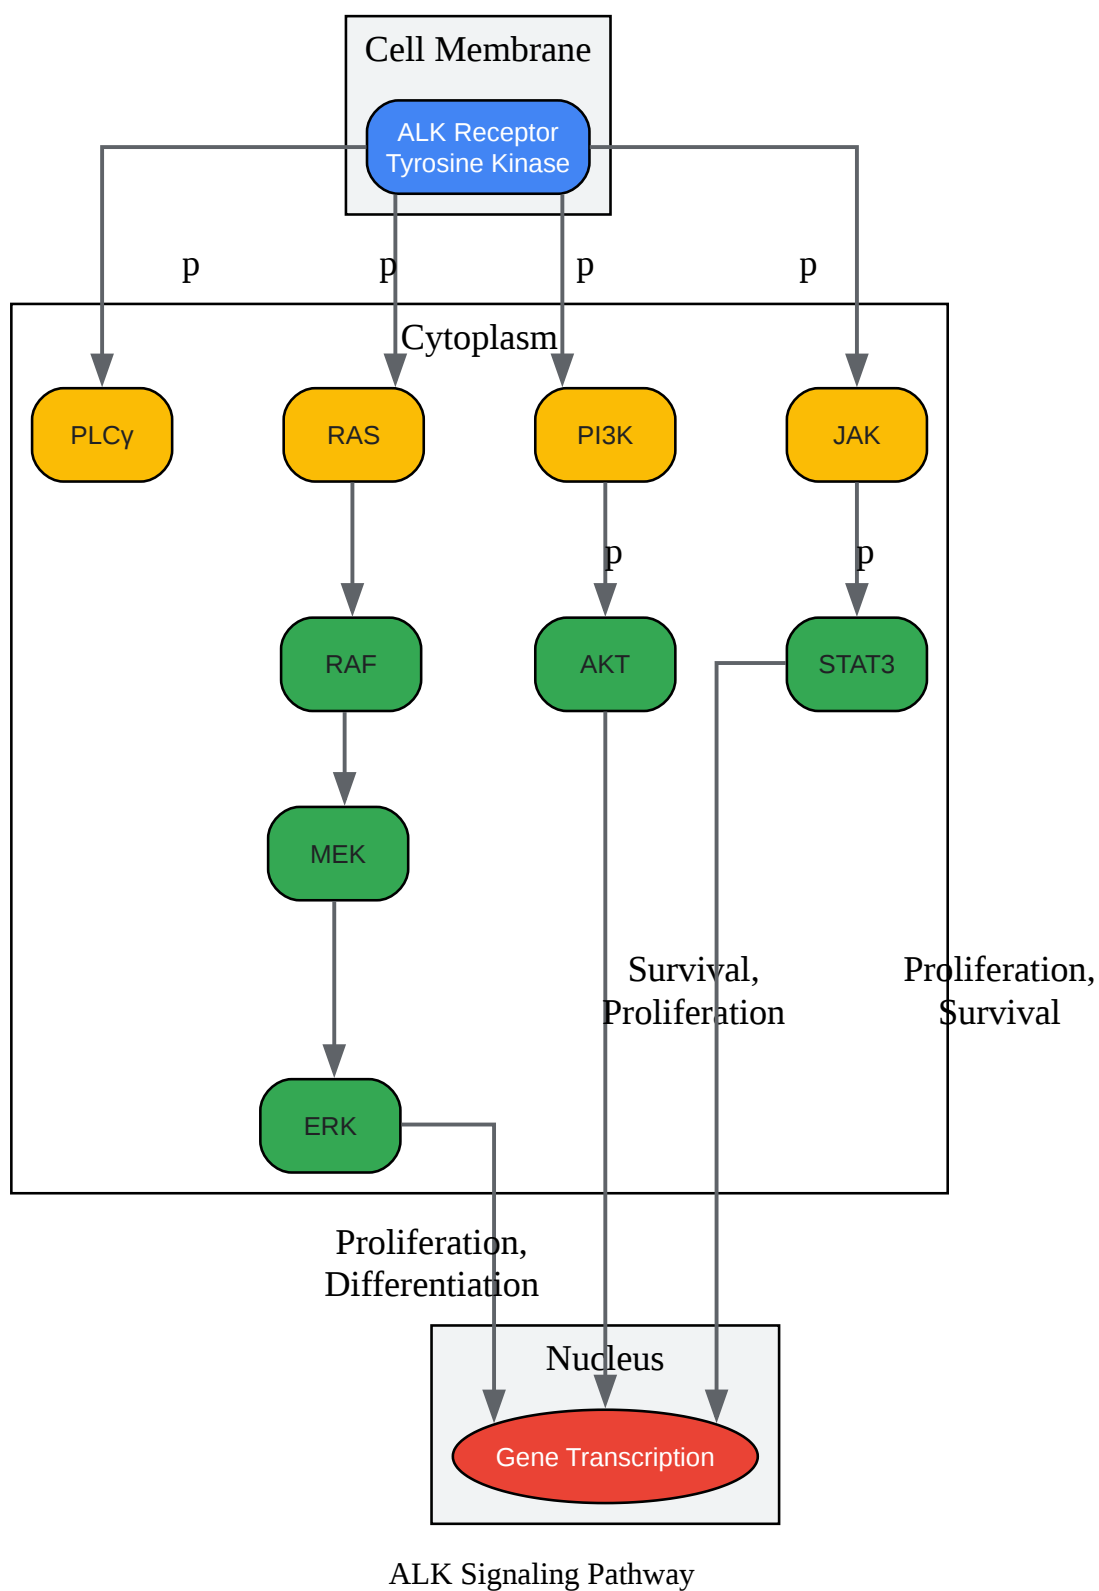 Cell Membrane
ALK Receptor
Tyrosine Kinase
p
p
p
p
Cytoplasm
PLCγ
RAS
PI3K
JAK
p
p
RAF
AKT
STAT3
MEK
Survival,
Proliferation
Proliferation,
Survival
ERK
Proliferation,
Differentiation
Nucleus
Gene Transcription
ALK Signaling Pathway